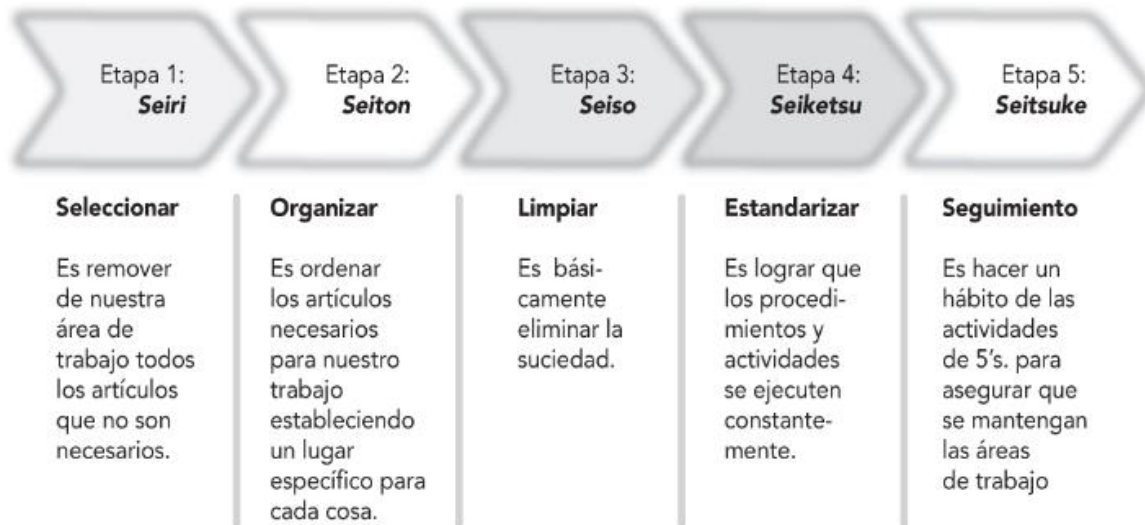 Etapa 1:
Seiri
Etapa 2:
Seiton
Etapa 3:
Seiso
Etapa 4:
Seiketsu
Etapa 5:
Seitsuke
Seleccionar
Es remover
de nuestra
área de
trabajo todos
los artículos
que no son
necesarios.
Organizar
Es ordenar
los artículos
necesarios
para nuestro
trabajo
estableciendo
un lugar
específico para
cada cosa.
Limpiar
Es bási-
camente
eliminar la
suciedad.
Estandarizar
Es lograr que
los procedi-
mientos y
actividades
se ejecuten
constante-
mente.
Seguimiento
Es hacer un
hábito de las
actividades
de 5's. para
asegurar que
se mantengan
las áreas
de trabajo